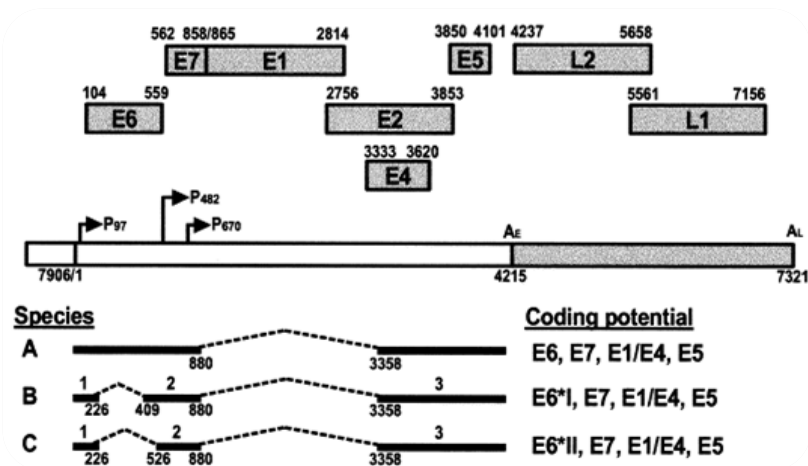 562 858/865 2814 3850 4101 4237 5658
E7 E1 E5 L2
104 559 2756 3853 5561 7156
E6 E2 L1
3333 3620
E4
P482
P97 P670 AE AL
7906/1 4215 7321
Species Coding potential
A 880 3358 E6, E7, E1/E4, E5
1 2 3
B E6*I, E7, E1/E4, E5
226 409 880 3358
1 2 3
C E6*II, E7, E1/E4, E5
226 526 880 3358